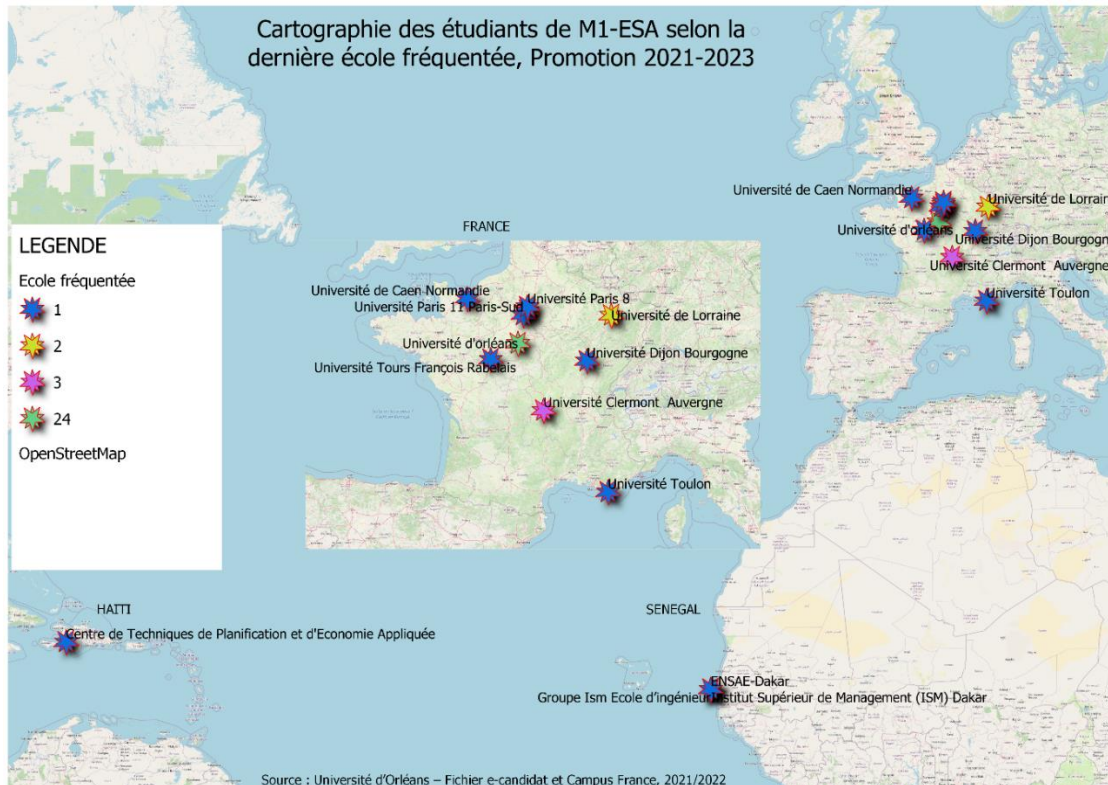 Cartographie des étudiants de M1-ESA selon la
dernière école fréquentée, Promotion 2021-2023
Université de Caen Normandie
Université de Lorrain
Université d'orléans
Université Dijon Bourgogne
Université Clermont Auvergne
Université Toulon
LEGENDE
Ecole fréquentée
1
2
3
24
OpenStreetMap
FRANCE
Université de Caen Normandie
Université Paris 8
Université Paris 11 Paris-Sud
Université de Lorraine
Université d'orléans
Université Dijon Bourgogne
Université Tours François Rabelais
Université Clermont Auvergne
Université Toulon
HAITI
Centre de Techniques de Planification et d'Economie Appliquée
SENEGAL
ENSAE-Dakar
Groupe Ism Ecole d'ingénieur
Institut Supérieur de Management (ISM) Dakar
Source : Université d'Orléans – Fichier e-candidat et Campus France, 2021/2022